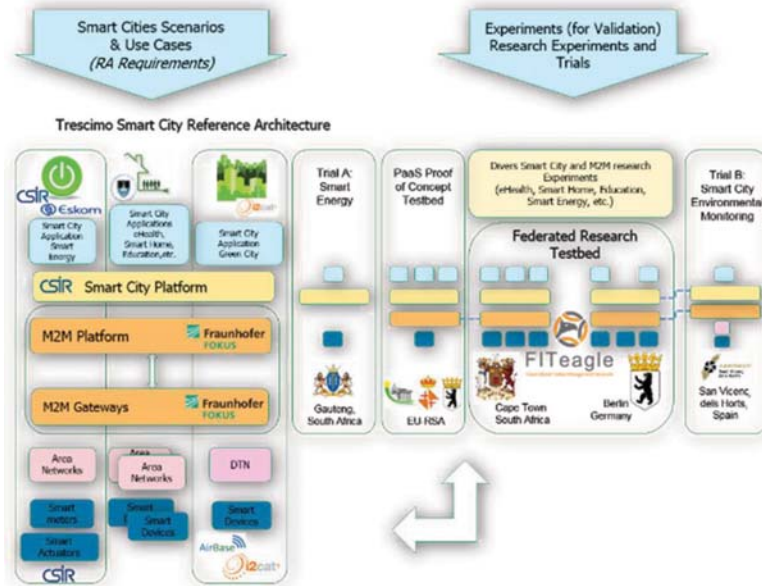 Smart Cities Scenarios
& Use Cases
(RA Requirements)
Experiments (for Validation)
Research Experiments and
Trials
Trescimo Smart City Reference Architecture
CSIR
Eskom
i2cat
Smart City
Application
Smart
Energy
Smart City
Applications
eHealth,
Smart Home,
Education,etc.
Smart City
Application
Green City
CSIR Smart City Platform
M2M Platform
Fraunhofer
FOKUS
M2M Gateways
Fraunhofer
FOKUS
Area
Networks
Area
Area
Networks
DTN
Smart
meters
Smart
Actuators
Smart
Smart
Devices
Smart
Devices
CSIR
AirBase
i2cat
Trial A:
Smart
Energy
Gauteng,
South Africa
PaaS Proof
of Concept
Testbed
EU RSA
Divers Smart City and M2M research
Experiments
(eHealth, Smart Home, Education,
Smart Energy, etc.)
Federated Research
Testbed
FITeagle
Cape Town
South Africa
Berlin
Germany
Trial B:
Smart City
Environmental
Monitoring
San Vicenc,
dels Horts,
Spain